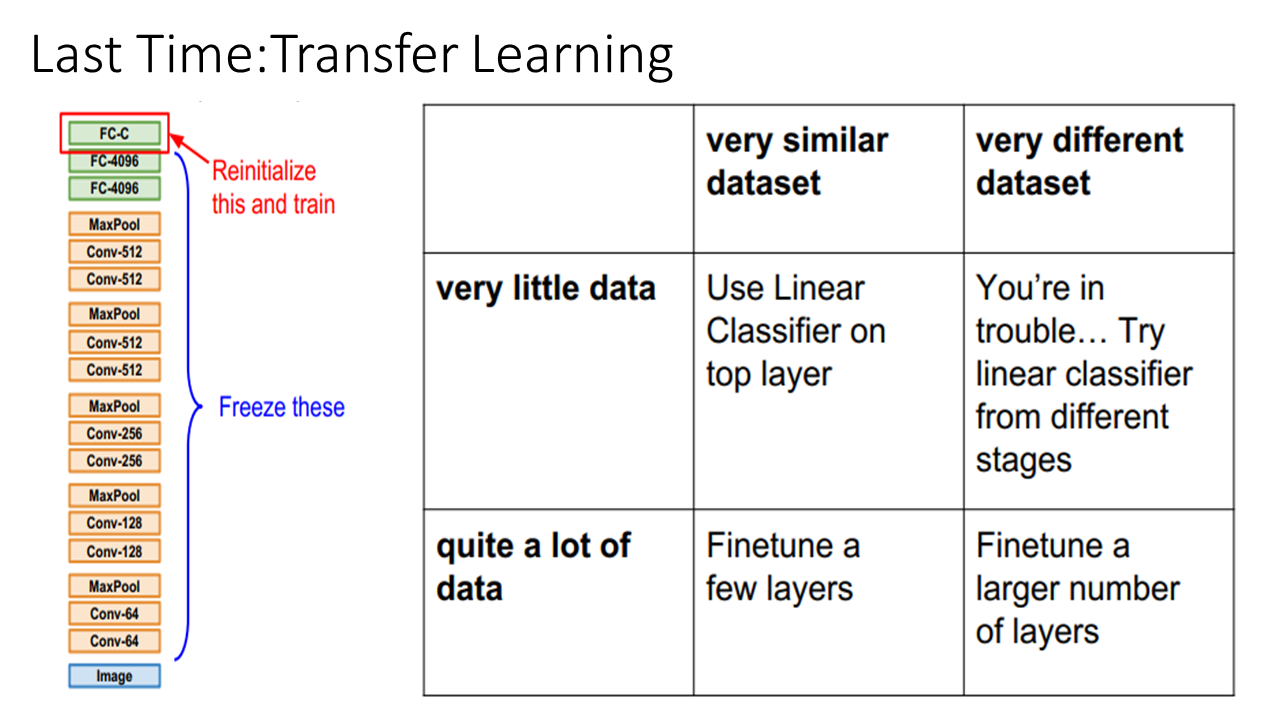 Last Time:Transfer Learning
FC-C
FC-4096
FC-4096
MaxPool
Conv-512
Conv-512
MaxPool
Conv-512
Conv-512
MaxPool
Conv-256
Conv-256
MaxPool
Conv-128
Conv-128
MaxPool
Conv-64
Conv-64
Image
Reinitialize
this and train
Freeze these
very similar
dataset
very different
dataset
very little data
Use Linear
Classifier on
top layer
You’re in
trouble… Try
linear classifier
from different
stages
quite a lot of
data
Finetune a
few layers
Finetune a
larger number
of layers